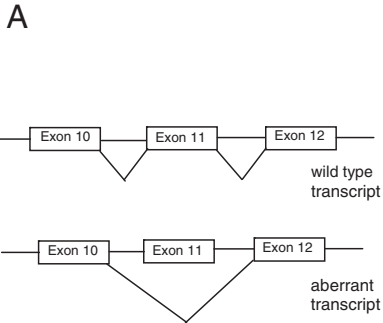 A
Exon 10 Exon 11 Exon 12
wild type
transcript
Exon 10 Exon 11 Exon 12
aberrant
transcript